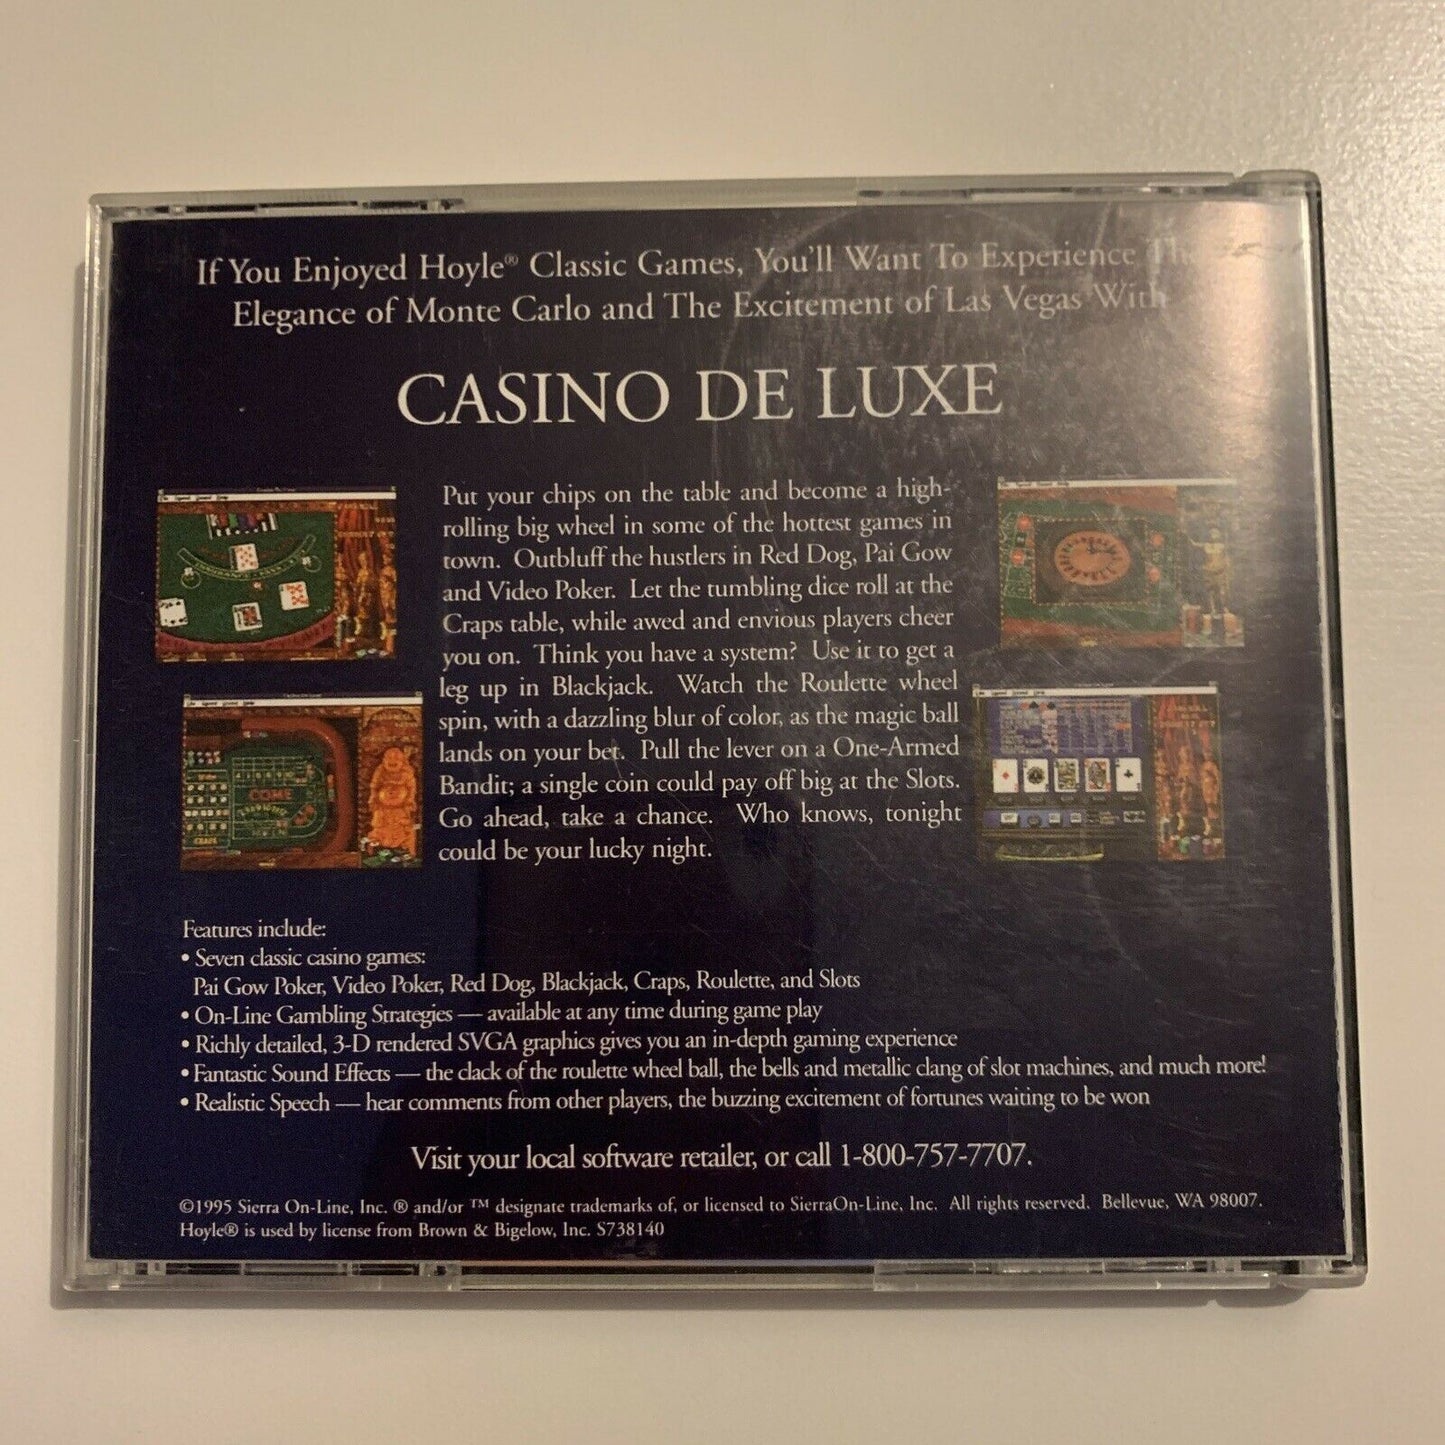 If You Enjoyed Hoyle® Classic Games, You'll Want To Experience The
Elegance of Monte Carlo and The Excitement of Las Vegas With
CASINO DE LUXE
Put your chips on the table and become a high-
rolling big wheel in some of the hottest games in
town. Outbluff the hustlers in Red Dog, Pai Gow
and Video Poker. Let the tumbling dice roll at the
Craps table, while awed and envious players cheer
you on. Think you have a system? Use it to get a
leg up in Blackjack. Watch the Roulette wheel
spin, with a dazzling blur of color, as the magic ball
lands on your bet. Pull the lever on a One-Armed
Bandit; a single coin could pay off big at the Slots.
Go ahead, take a chance. Who knows, tonight
could be your lucky night.
COME
Features include:
• Seven classic casino games:
Pai Gow Poker, Video Poker, Red Dog, Blackjack, Craps, Roulette, and Slots
• On-Line Gambling Strategies — available at any time during game play
• Richly detailed, 3-D rendered SVGA graphics gives you an in-depth gaming experience
• Fantastic Sound Effects — the clack of the roulette wheel ball, the bells and metallic clang of slot machines, and much more!
• Realistic Speech — hear comments from other players, the buzzing excitement of fortunes waiting to be won
Visit your local software retailer, or call 1-800-757-7707.
©1995 Sierra On-Line, Inc. ® and/or ™ designate trademarks of, or licensed to SierraOn-Line, Inc. All rights reserved. Bellevue, WA 98007.
Hoyle® is used by license from Brown & Bigelow, Inc. S738140